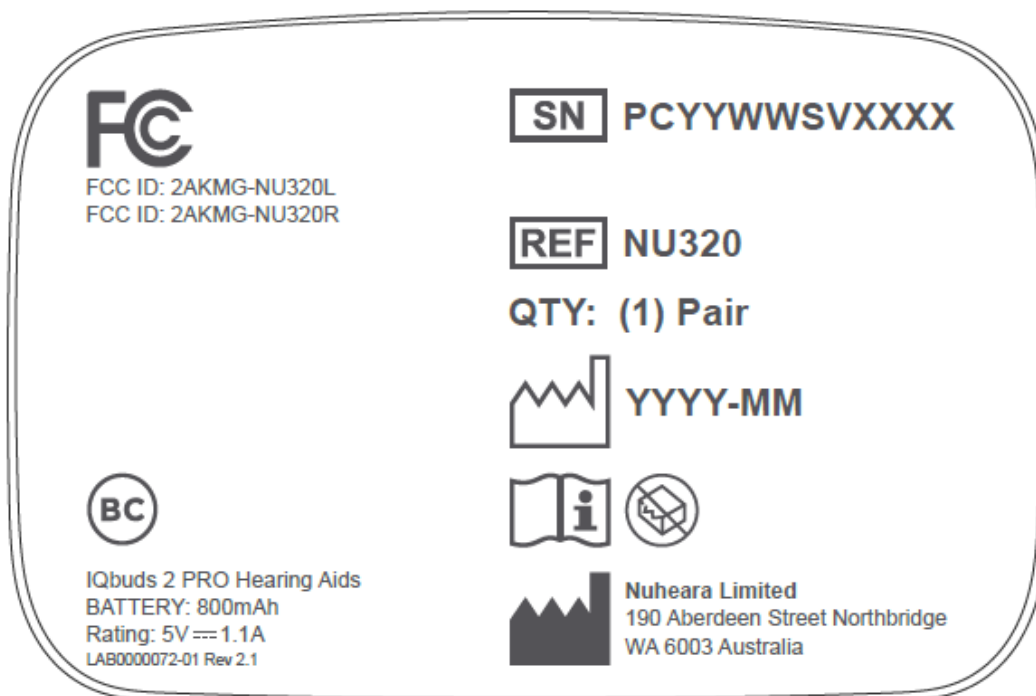 FC
FCC ID: 2AKMG-NU320L
FCC ID: 2AKMG-NU320R
BC
IQbuds 2 PRO Hearing Aids
BATTERY: 800mAh
Rating: 5V ⎓ 1.1A
LAB0000072-01 Rev 2.1
SN PCYYWWSVXXXX
REF NU320
QTY: (1) Pair
YYYY-MM
i
Nuheara Limited
190 Aberdeen Street Northbridge
WA 6003 Australia